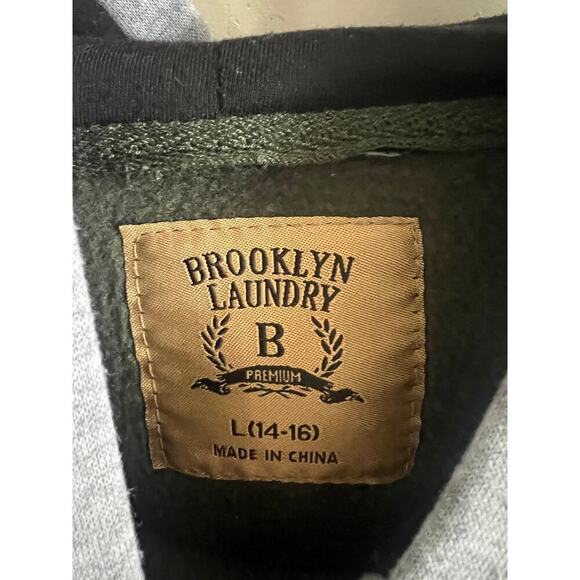 BROOKLYN
LAUNDRY
B
PREMIUM
L(14-16)
MADE IN CHINA